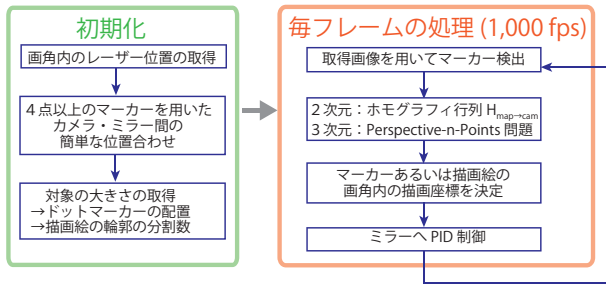 初期化
画角内のレーザー位置の取得
4点以上のマーカーを用いた
カメラ・ミラー間の
簡単な位置合わせ
対象の大きさの取得
→ドットマーカーの配置
→描画絵の輪郭の分割数
毎フレームの処理 (1,000 fps)
取得画像を用いてマーカー検出
2次元：ホモグラフィ行列 Hmap→cam
3次元：Perspective-n-Points 問題
マーカーあるいは描画絵の
画角内の描画座標を決定
ミラーへ PID 制御